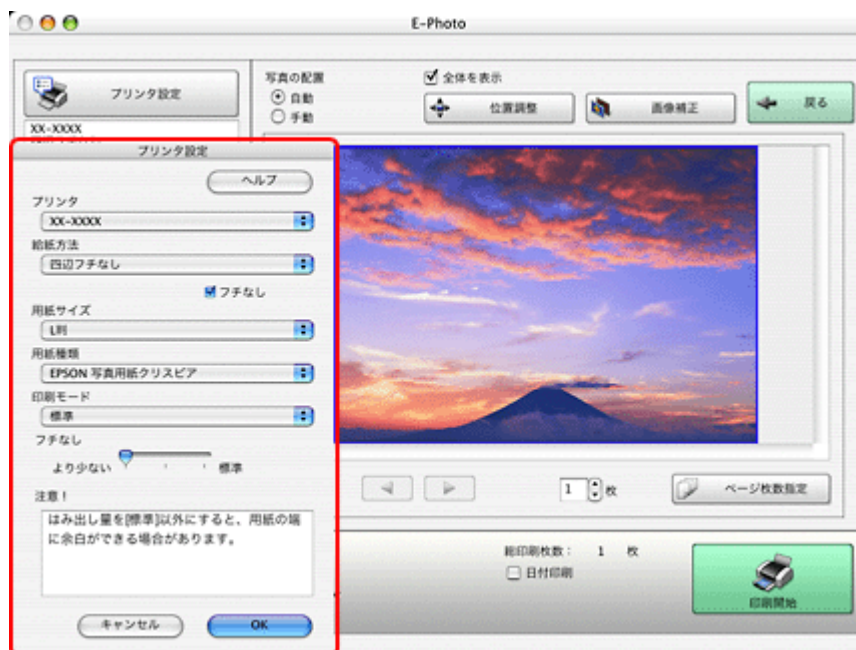 E-Photo
プリンタ設定
XX-XXXX
写真の配置
自動
手動
全体を表示
位置調整
画像補正
戻る
プリンタ設定
ヘルプ
プリンタ
XX-XXXX
給紙方法
四辺フチなし
フチなし
用紙サイズ
L判
用紙種類
EPSON 写真用紙クリスピア
印刷モード
標準
フチなし
より少ない
標準
注意！
はみ出し量を[標準]以外にすると、用紙の端
に余白ができる場合があります。
キャンセル
OK
1 枚
ページ枚数指定
総印刷枚数： 1 枚
日付印刷
印刷開始